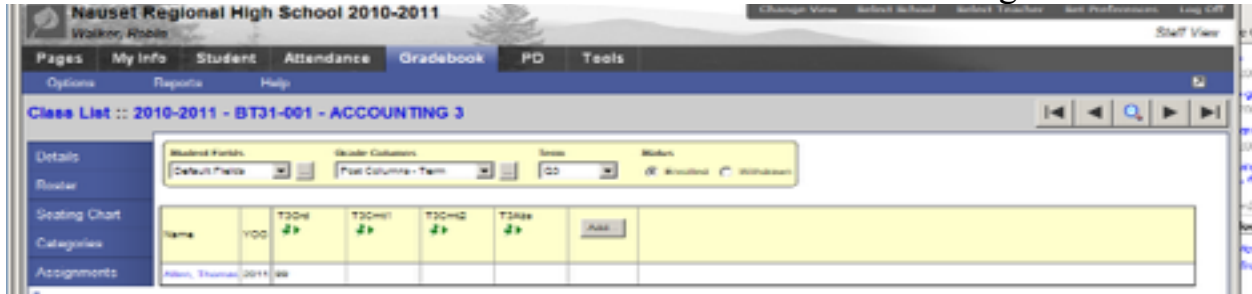 Nauset Regional High School 2010-2011
Change View Select School Select Teacher Set Preferences Log Off
Walker, Robin
Staff View
Pages My Info Student Attendance Gradebook PD Tools
Options Reports Help
Class List :: 2010-2011 - BT31-001 - ACCOUNTING 3
Details
Student Fields Grade Columns Term Status
Default Fields Post Columns - Term Q3 Enrolled Withdrawn
Roster
Seating Chart
Name YOG T3Grd T3Cmt1 T3Cmt2 T3Abs Add
Categories
Assignments
Allen, Thomas 2011 99